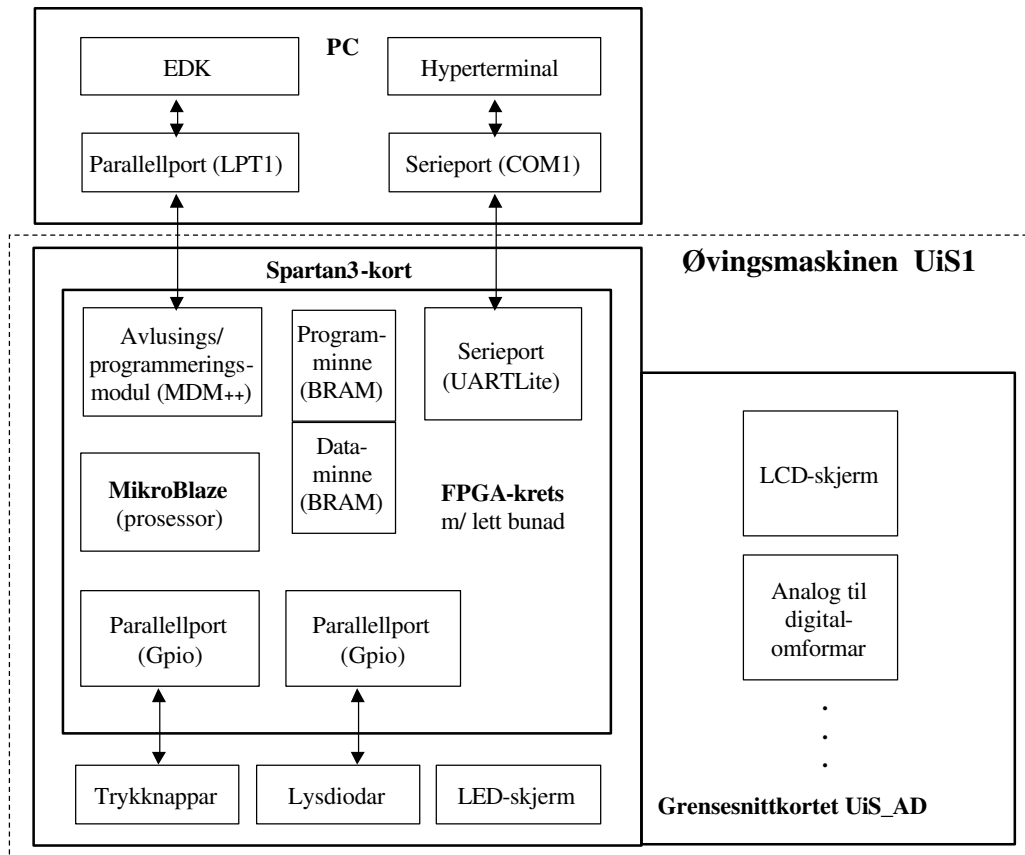 PC
EDK
Hyperterminal
Parallellport (LPT1)
Serieport (COM1)
Øvingsmaskinen UiS1
Spartan3-kort
Avlusings/
programmerings-
modul (MDM++)
Program-
minne
(BRAM)
Serieport
(UARTLite)
Data-
minne
(BRAM)
MikroBlaze
(prosessor)
FPGA-krets
m/ lett bunad
LCD-skjerm
Analog til
digital-
omformar
.
.
.
Parallellport
(Gpio)
Parallellport
(Gpio)
Trykknappar
Lysdiodar
LED-skjerm
Grensesnittkortet UiS_AD